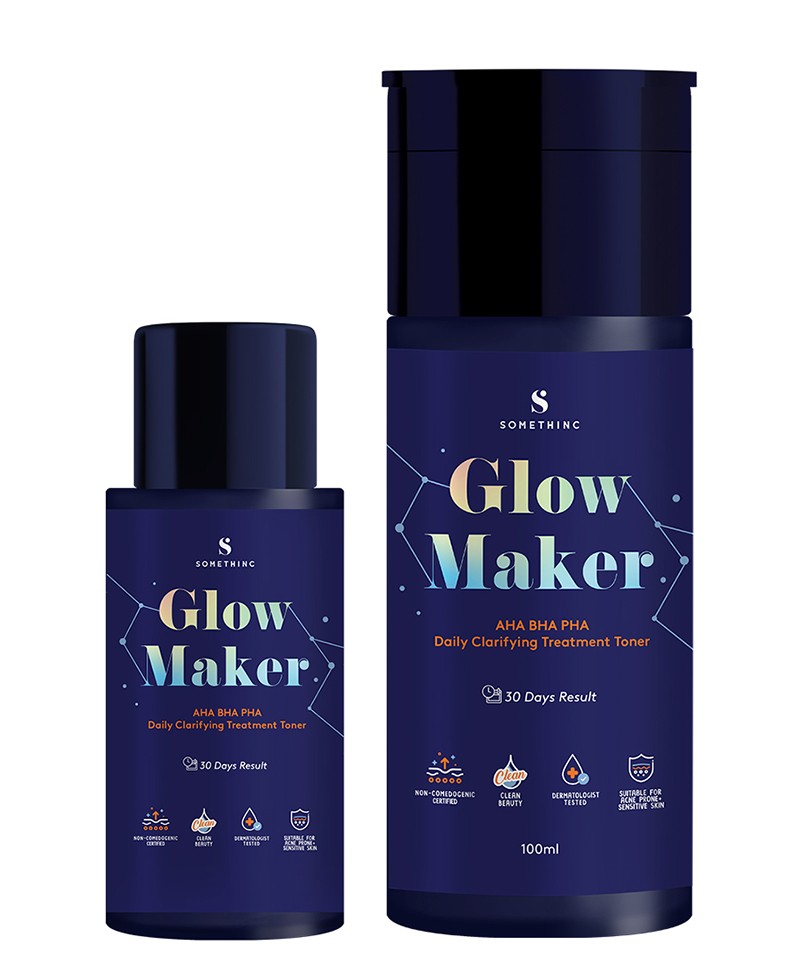 SOMETHINC
Glow
Maker
AHA BHA PHA
Daily Clarifying Treatment Toner
30 Days Result
NON-COMEDOGENIC
CERTIFIED
Clean
CLEAN
BEAUTY
DERMATOLOGIST
TESTED
SUITABLE FOR
ACNE PRONE+
SENSITIVE SKIN
SOMETHINC
Glow
Maker
AHA BHA PHA
Daily Clarifying Treatment Toner
30 Days Result
NON-COMEDOGENIC
CERTIFIED
Clean
CLEAN
BEAUTY
DERMATOLOGIST
TESTED
SUITABLE FOR
ACNE PRONE+
SENSITIVE SKIN
100ml